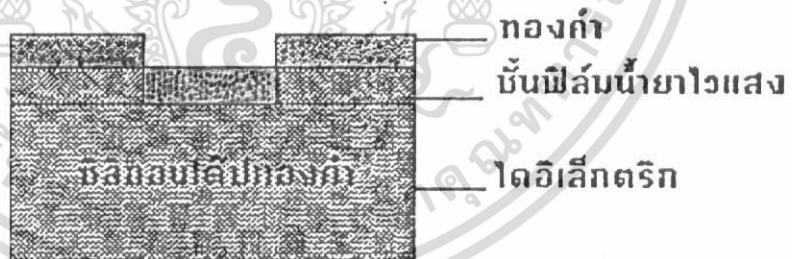 ทองคำ
ชั้นฟิล์มน้ำยาไวแสง
ซิลิกอนโด๊ปทองคำ
ไดอิเล็กตริก